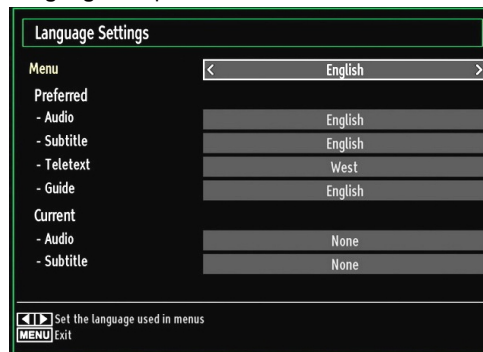 Language Settings
Menu < English >
Preferred
- Audio English
- Subtitle English
- Teletext West
- Guide English
Current
- Audio None
- Subtitle None
Set the language used in menus
MENU Exit